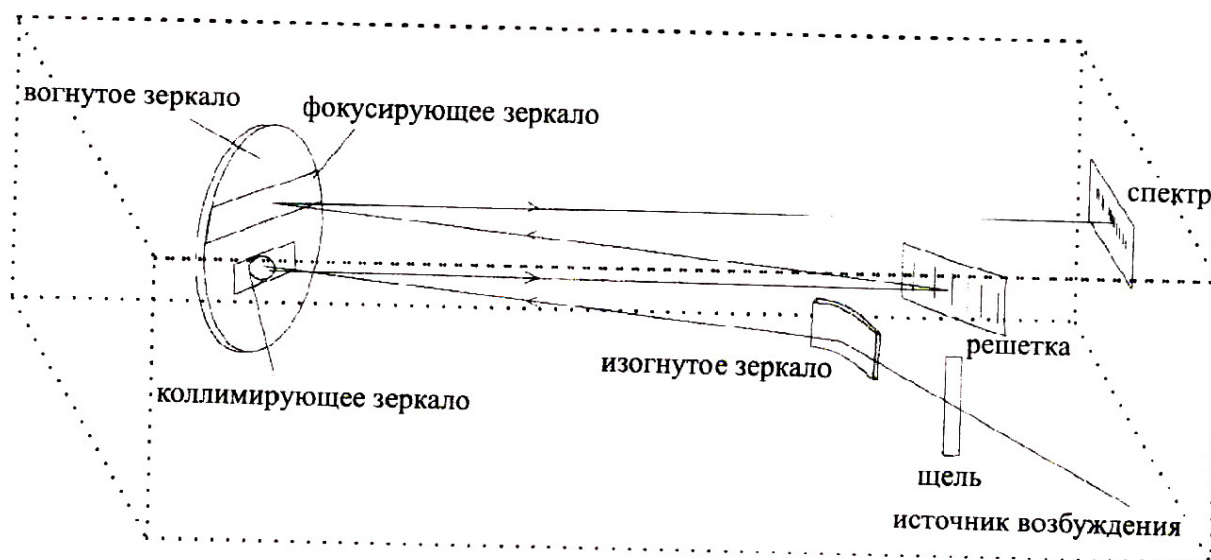 вогнутое зеркало
фокусирующее зеркало
спектр
решетка
изогнутое зеркало
коллимирующее зеркало
щель
источник возбуждения